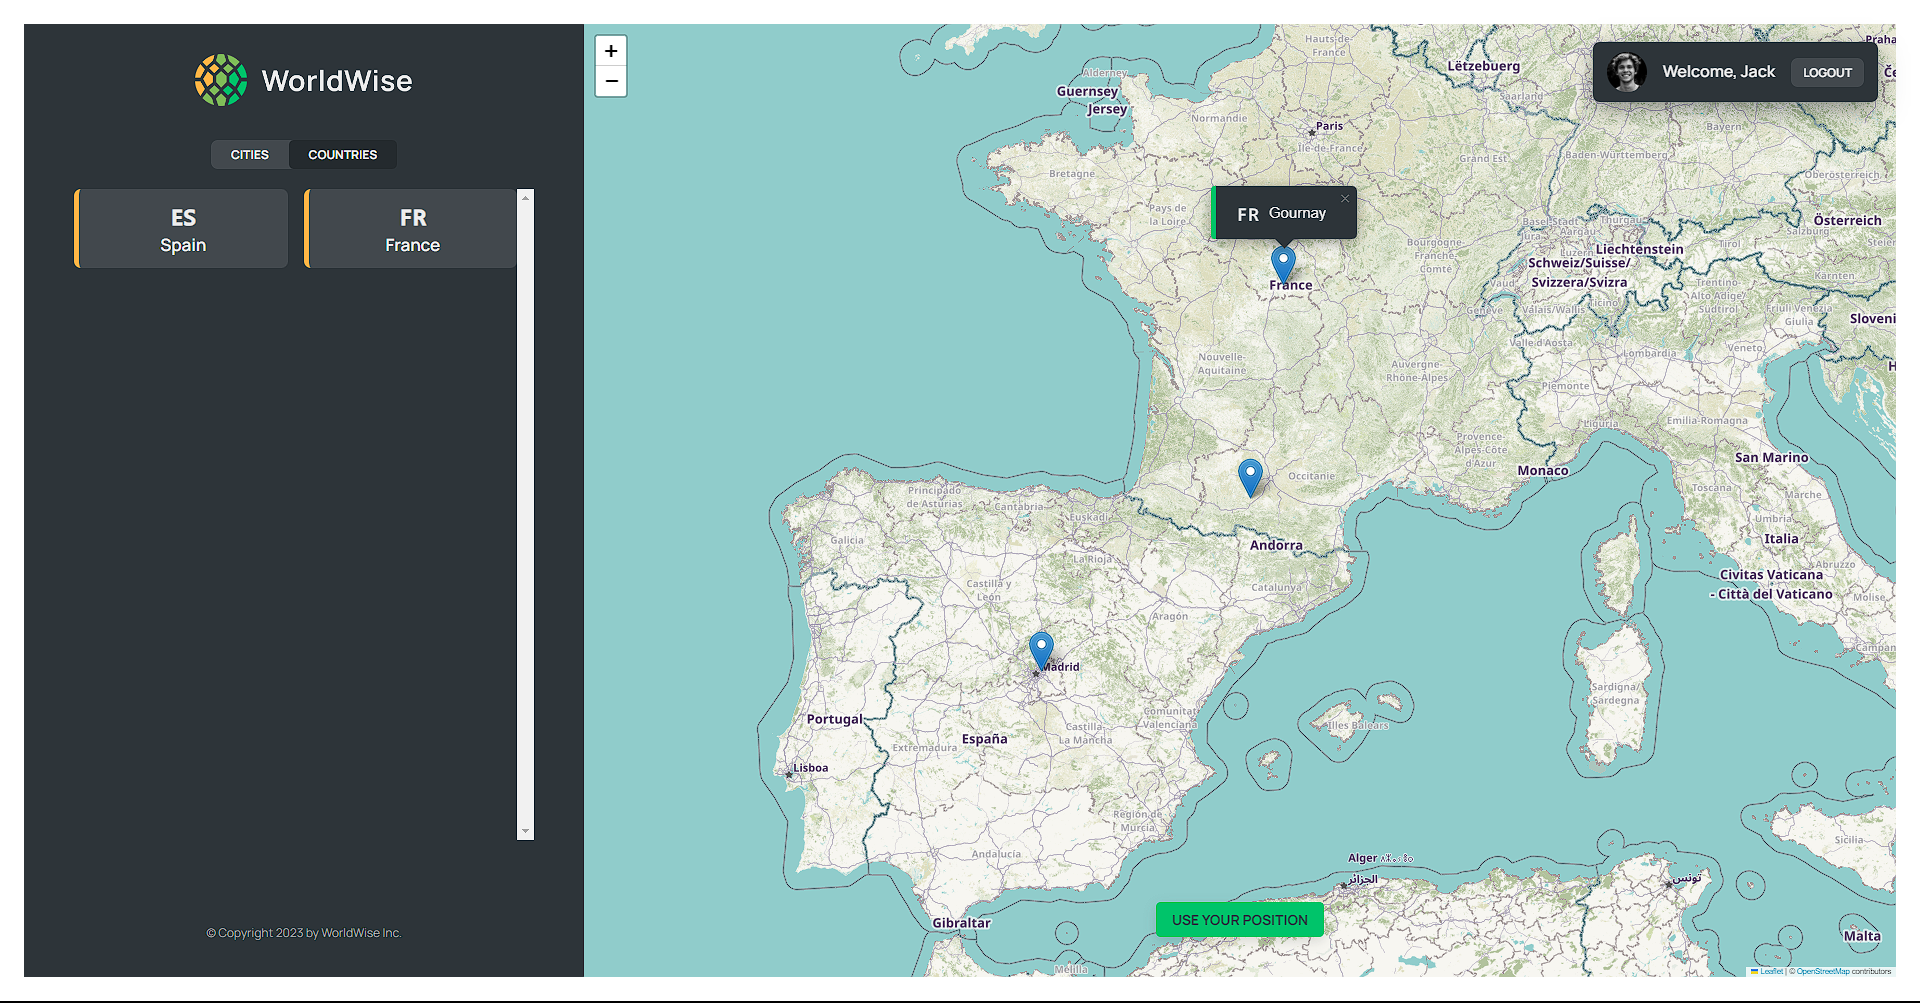 WorldWise
CITIES
COUNTRIES
ES
Spain
FR
France
© Copyright 2023 by WorldWise Inc.
+
−
Welcome, Jack
LOGOUT
FR Gournay
×
USE YOUR POSITION
Leaflet | © OpenStreetMap contributors
Hauts-de-
France
Lëtzebuerg
Praha
Saarland
Alderney
Guernsey
Jersey
Normandie
Paris
Île-de-France
Grand Est
Bayern
Baden-Württemberg
Oberösterreich
Bretagne
Pays de
la Loire
Österreich
Salzburg
Steier
Basel-Stadt
Jura
Aargau
Thurgau
Luzern
Liechtenstein
Tirol
Bourgogne
Franche-
Comté
Schweiz/Suisse/
Svizzera/Svizra
Kärnten
France
Vaud
Genève
Valais/Wallis
Ticino
Trentino
Alto Adige/
Südtirol
Friuli Venezia
Giulia
Sloveni
Valle d'Aosta
Lombardia
Veneto
Nouvelle-
Aquitaine
Auvergne-
Rhône-Alpes
Piemonte
H
Emilia-Romagna
Liguria
Provence-
Alpes-Côte
d'Azur
Monaco
San Marino
Occitanie
Toscana
Marche
Principado
de Asturias
Cantabria
Euskadi
Umbria
Italia
Galicia
Andorra
La Rioja
Abruzzo
Castilla y
León
Catalunya
Civitas Vaticana
- Città del Vaticano
Molise
Aragón
Campan
Madrid
Sardigna/
Sardegna
Portugal
Comunitat
Valenciana
Illes Balears
España
Castilla-
La Mancha
Extremadura
Lisboa
Región de
Murcia
Sicilia
Andalucía
Alger
الجزائر
تونس
Gibraltar
Malta
Melilla